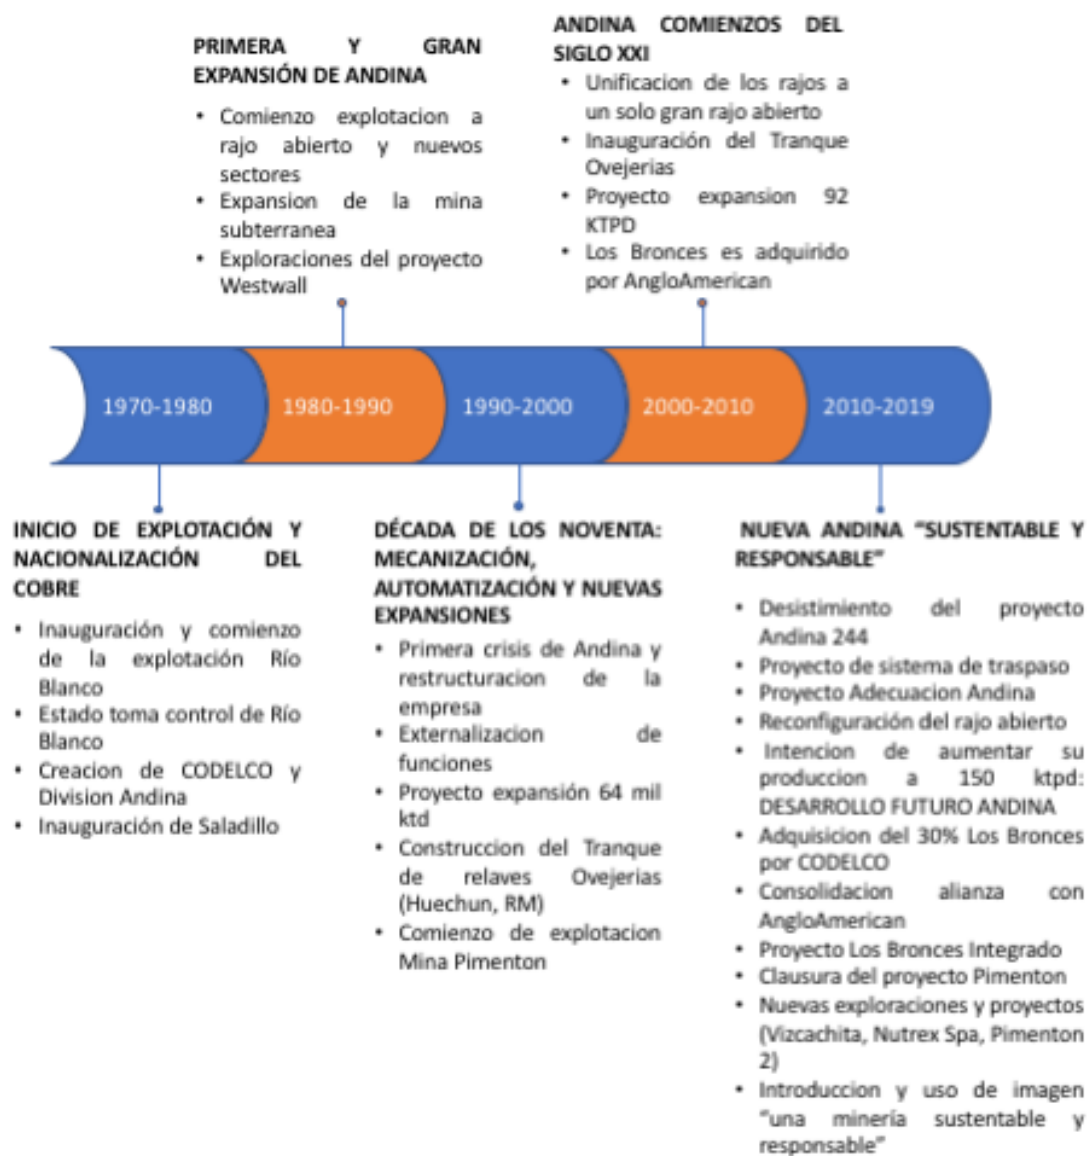 PRIMERA Y GRAN
EXPANSIÓN DE ANDINA
• Comienzo explotacion a
rajo abierto y nuevos
sectores
• Expansion de la mina
subterranea
• Exploraciones del proyecto
Westwall
ANDINA COMIENZOS DEL
SIGLO XXI
• Unificacion de los rajos a
un solo gran rajo abierto
• Inauguración del Tranque
Ovejerias
• Proyecto expansion 92
KTPD
• Los Bronces es adquirido
por AngloAmerican
1970-1980
1980-1990
1990-2000
2000-2010
2010-2019
INICIO DE EXPLOTACIÓN Y
NACIONALIZACIÓN DEL
COBRE
• Inauguración y comienzo
de la explotación Río
Blanco
• Estado toma control de Río
Blanco
• Creacion de CODELCO y
Division Andina
• Inauguración de Saladillo
DÉCADA DE LOS NOVENTA:
MECANIZACIÓN,
AUTOMATIZACIÓN Y NUEVAS
EXPANSIONES
• Primera crisis de Andina y
restructuracion de la
empresa
• Externalizacion de
funciones
• Proyecto expansión 64 mil
ktd
• Construccion del Tranque
de relaves Ovejerias
(Huechun, RM)
• Comienzo de explotacion
Mina Pimenton
NUEVA ANDINA "SUSTENTABLE Y
RESPONSABLE"
• Desistimiento del proyecto
Andina 244
• Proyecto de sistema de traspaso
• Proyecto Adecuacion Andina
• Reconfiguración del rajo abierto
• Intencion de aumentar su
produccion a 150 ktpd:
DESARROLLO FUTURO ANDINA
• Adquisicion del 30% Los Bronces
por CODELCO
• Consolidacion alianza con
AngloAmerican
• Proyecto Los Bronces Integrado
• Clausura del proyecto Pimenton
• Nuevas exploraciones y proyectos
(Vizcachita, Nutrex Spa, Pimenton
2)
• Introduccion y uso de imagen
"una minería sustentable y
responsable"